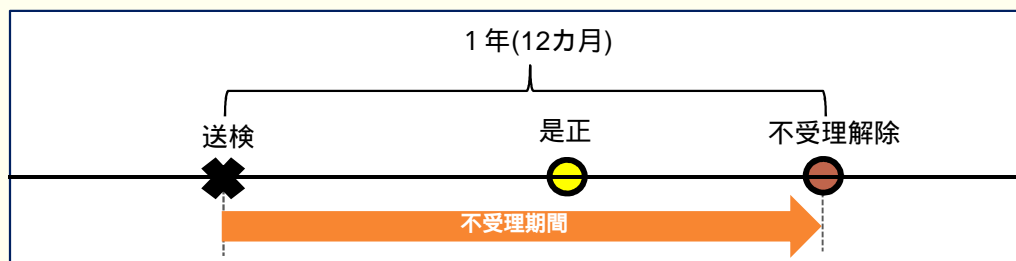 1年(12カ月)
送検
是正
不受理解除
不受理期間